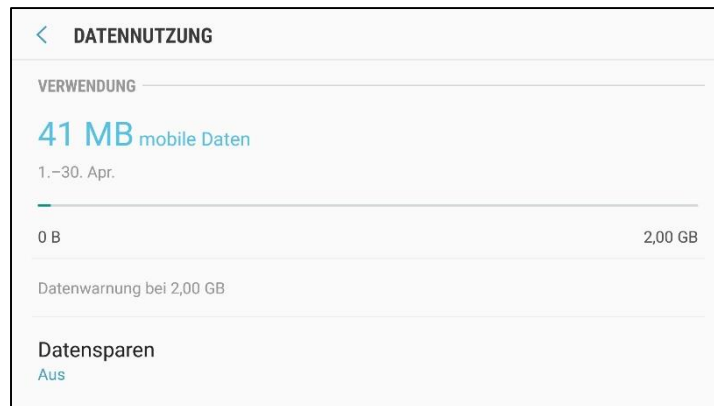 DATENNUTZUNG
VERWENDUNG
41 MB mobile Daten
1.–30. Apr.
0 B 2,00 GB
Datenwarnung bei 2,00 GB
Datensparen
Aus